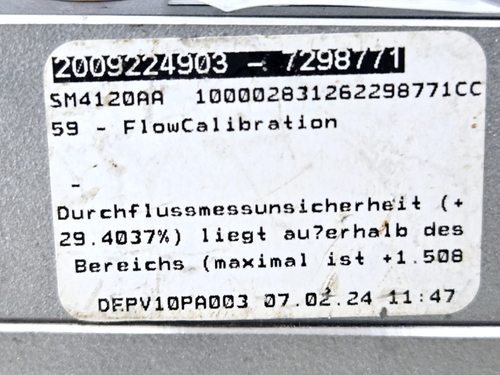 2009224903 - 7298771
SM4120AA 100002831262298771CC
59 - FlowCalibration
-
Durchflussmessunsicherheit (+
29.4037%) liegt au?erhalb des
Bereichs (maximal ist +1.508
DEPV10PA003 07.02.24 11:47